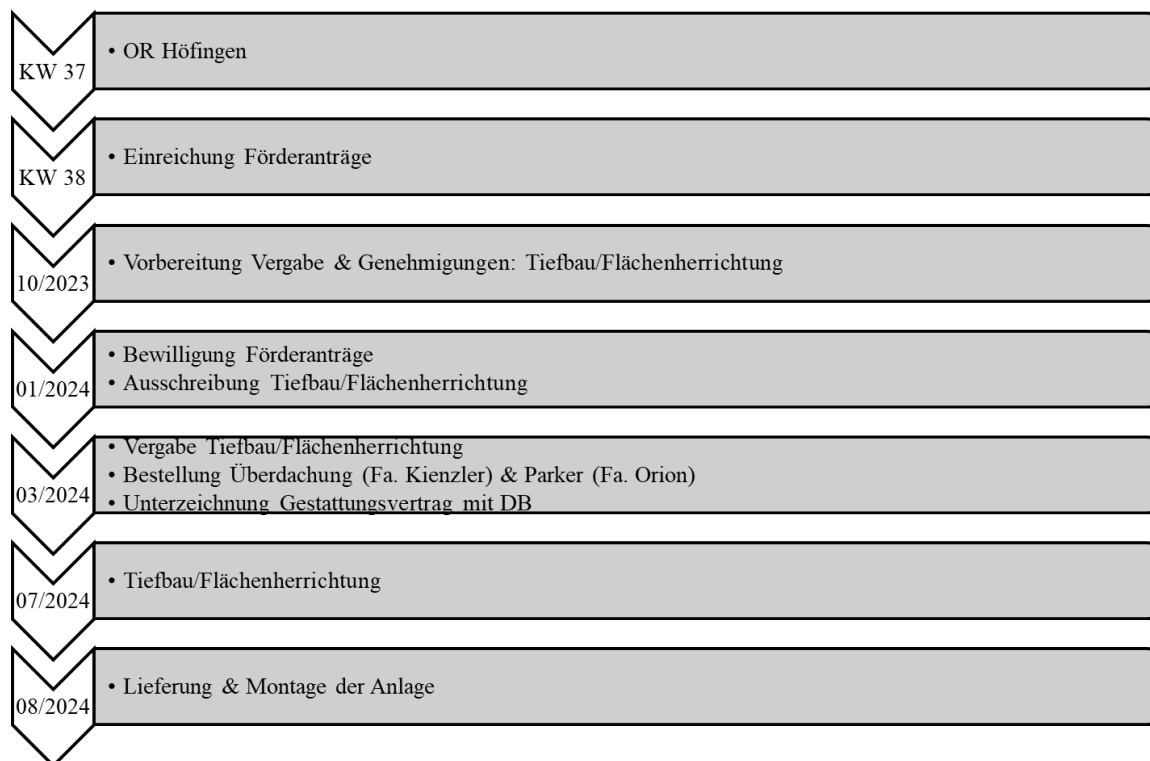 KW 37
• OR Höfingen
KW 38
• Einreichung Förderanträge
10/2023
• Vorbereitung Vergabe & Genehmigungen: Tiefbau/Flächenherrichtung
01/2024
• Bewilligung Förderanträge
• Ausschreibung Tiefbau/Flächenherrichtung
03/2024
• Vergabe Tiefbau/Flächenherrichtung
• Bestellung Überdachung (Fa. Kienzler) & Parker (Fa. Orion)
• Unterzeichnung Gestattungsvertrag mit DB
07/2024
• Tiefbau/Flächenherrichtung
08/2024
• Lieferung & Montage der Anlage